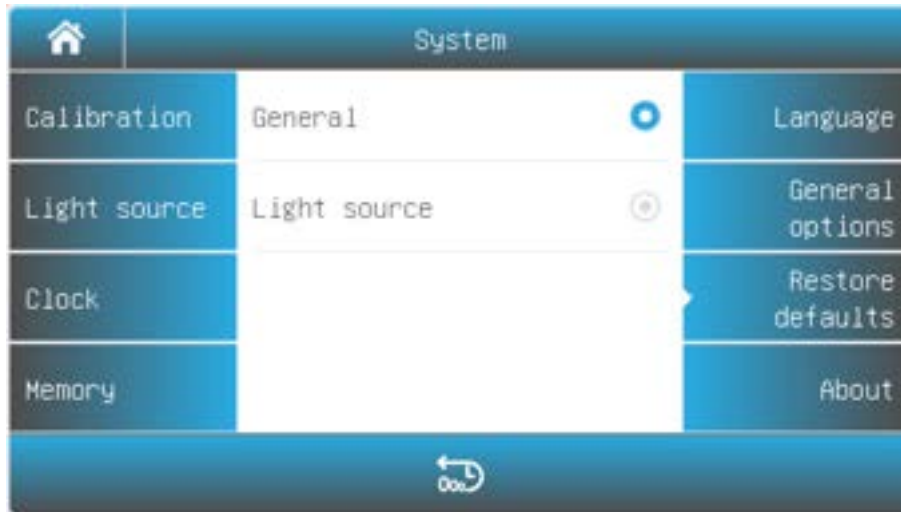 System
Calibration
General
Language
Light source
Light source
General
options
Clock
Restore
defaults
Memory
About